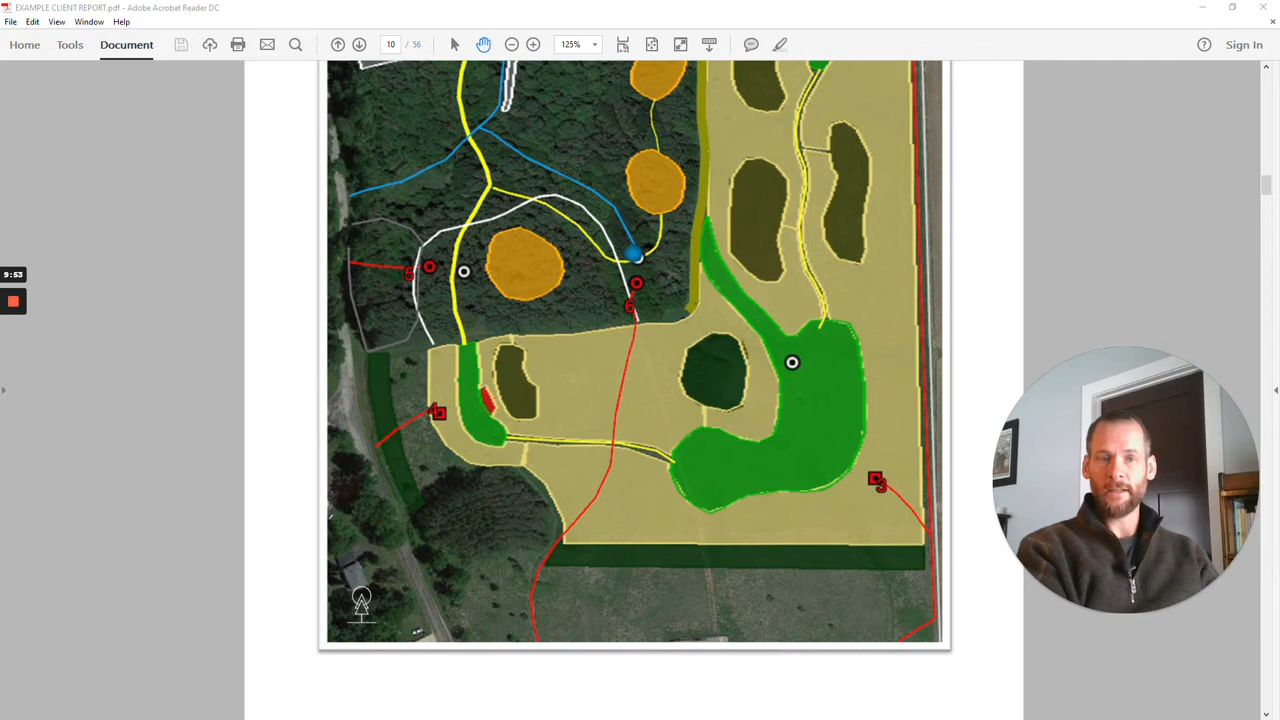 EXAMPLE CLIENT REPORT.pdf - Adobe Acrobat Reader DC
File Edit View Window Help
Home Tools Document 10 / 56 125% Sign In
9:53
5
6
4
3